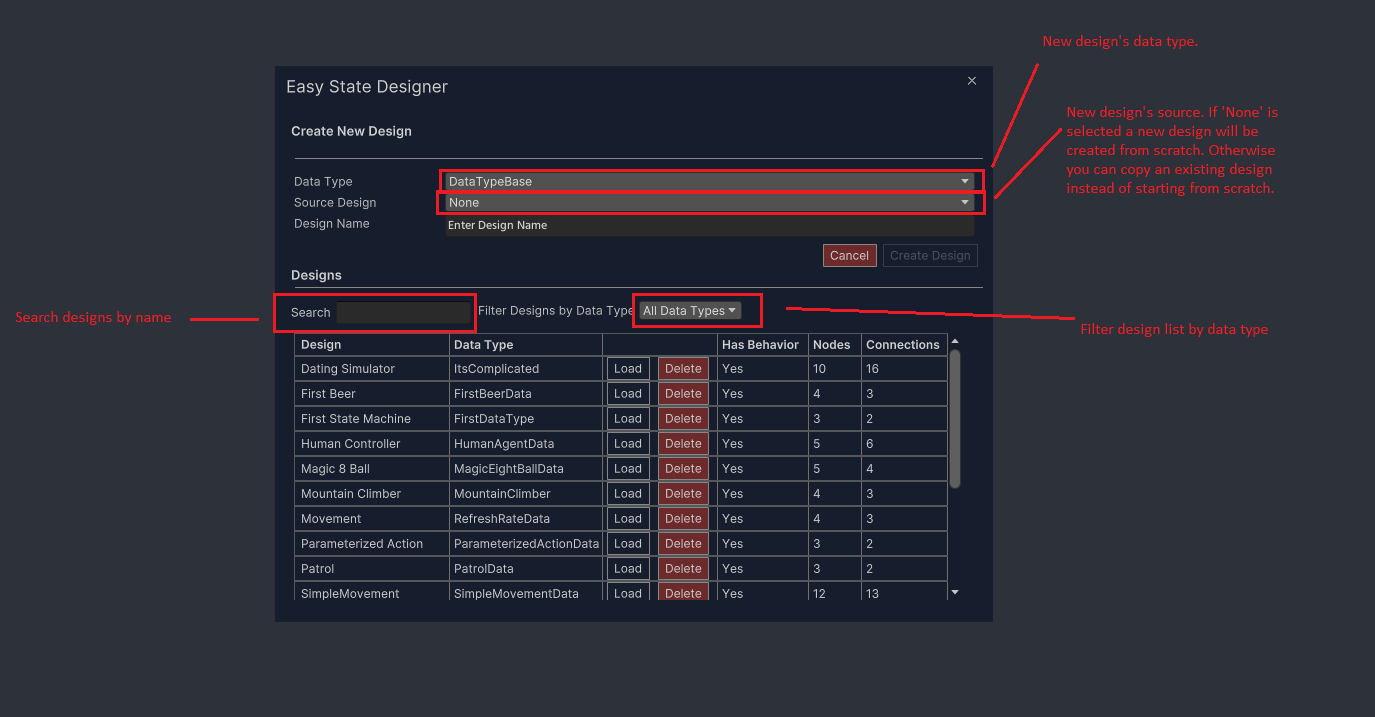 New design's data type.
Easy State Designer
×
New design's source. If 'None' is
selected a new design will be
created from scratch. Otherwise
you can copy an existing design
instead of starting from scratch.
Create New Design
Data Type DataTypeBase
Source Design None
Design Name Enter Design Name
Cancel Create Design
Designs
Search designs by name
Search Filter Designs by Data Type All Data Types
Filter design list by data type
Design Data Type Has Behavior Nodes Connections
Dating Simulator ItsComplicated Load Delete Yes 10 16
First Beer FirstBeerData Load Delete Yes 4 3
First State Machine FirstDataType Load Delete Yes 3 2
Human Controller HumanAgentData Load Delete Yes 5 6
Magic 8 Ball MagicEightBallData Load Delete Yes 5 4
Mountain Climber MountainClimber Load Delete Yes 4 3
Movement RefreshRateData Load Delete Yes 4 3
Parameterized Action ParameterizedActionData Load Delete Yes 3 2
Patrol PatrolData Load Delete Yes 3 2
SimpleMovement SimpleMovementData Load Delete Yes 12 13